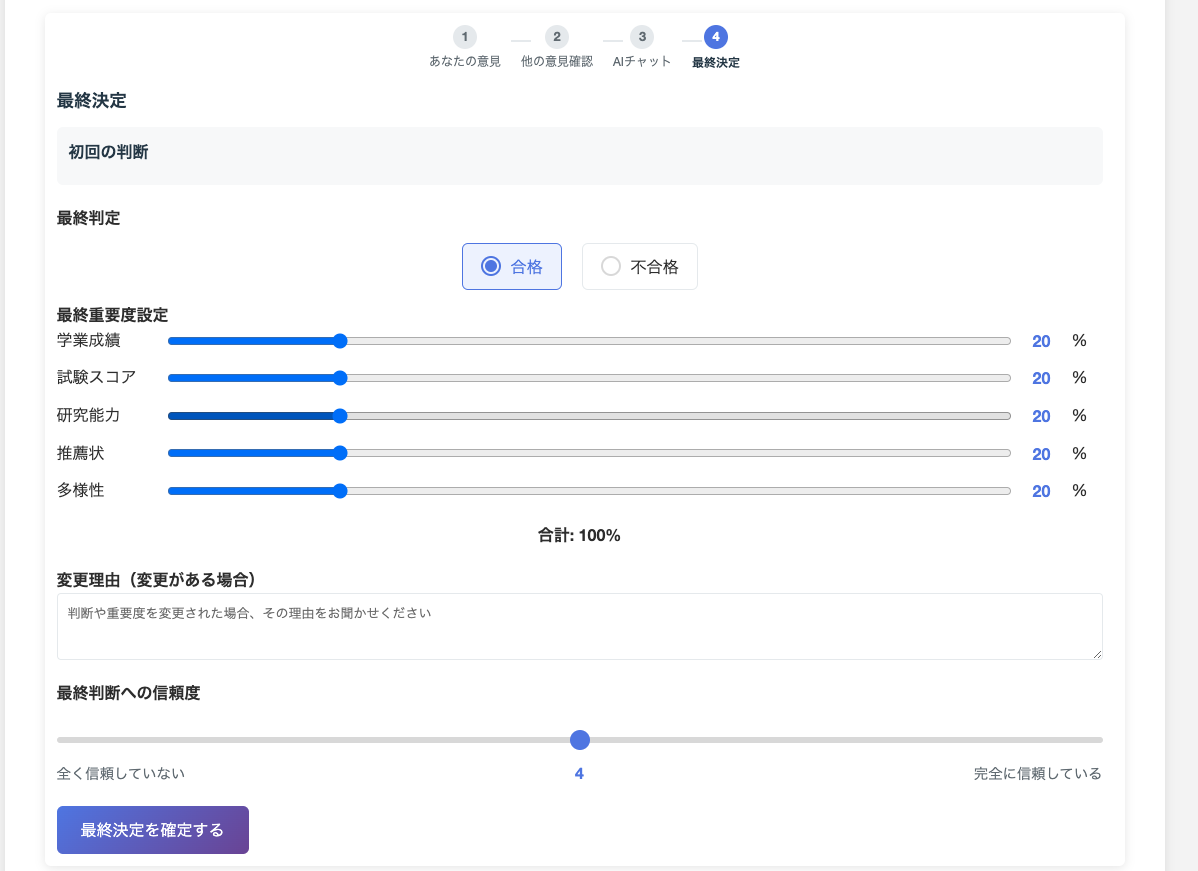 1 2 3 4
あなたの意見 他の意見確認 AIチャット 最終決定
最終決定
初回の判断
最終判定
合格 不合格
最終重要度設定
学業成績 20 %
試験スコア 20 %
研究能力 20 %
推薦状 20 %
多様性 20 %
合計: 100%
変更理由（変更がある場合）
判断や重要度を変更された場合、その理由をお聞かせください
最終判断への信頼度
全く信頼していない 4 完全に信頼している
最終決定を確定する